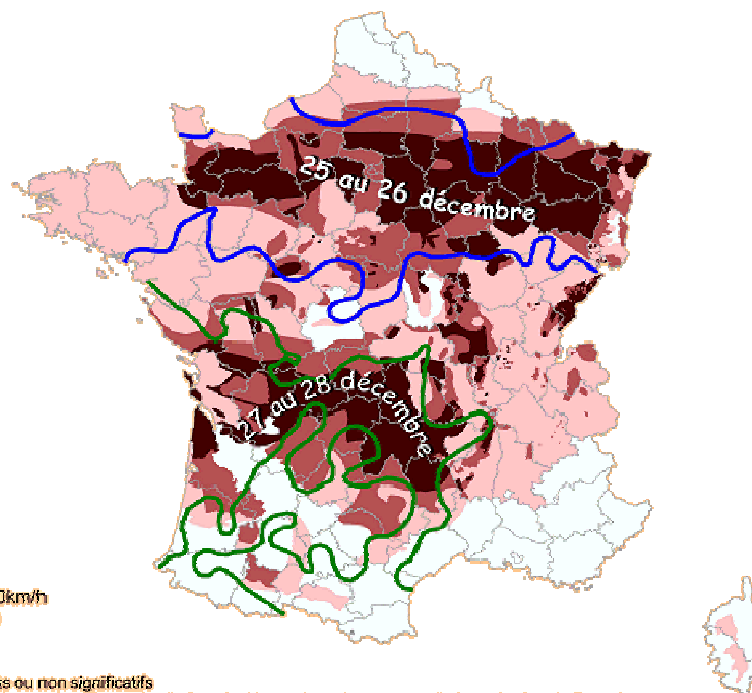 25 au 26 décembre
27 au 28 décembre
0km/h
ss ou non significatifs